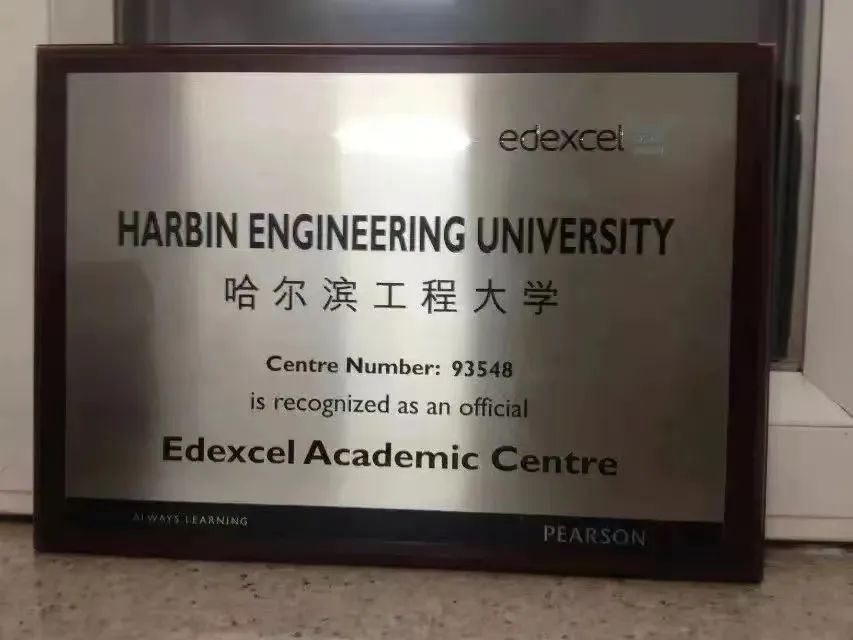 edexcel
HARBIN ENGINEERING UNIVERSITY
哈尔滨工程大学
Centre Number: 93548
is recognized as an official
Edexcel Academic Centre
ALWAYS LEARNING
PEARSON